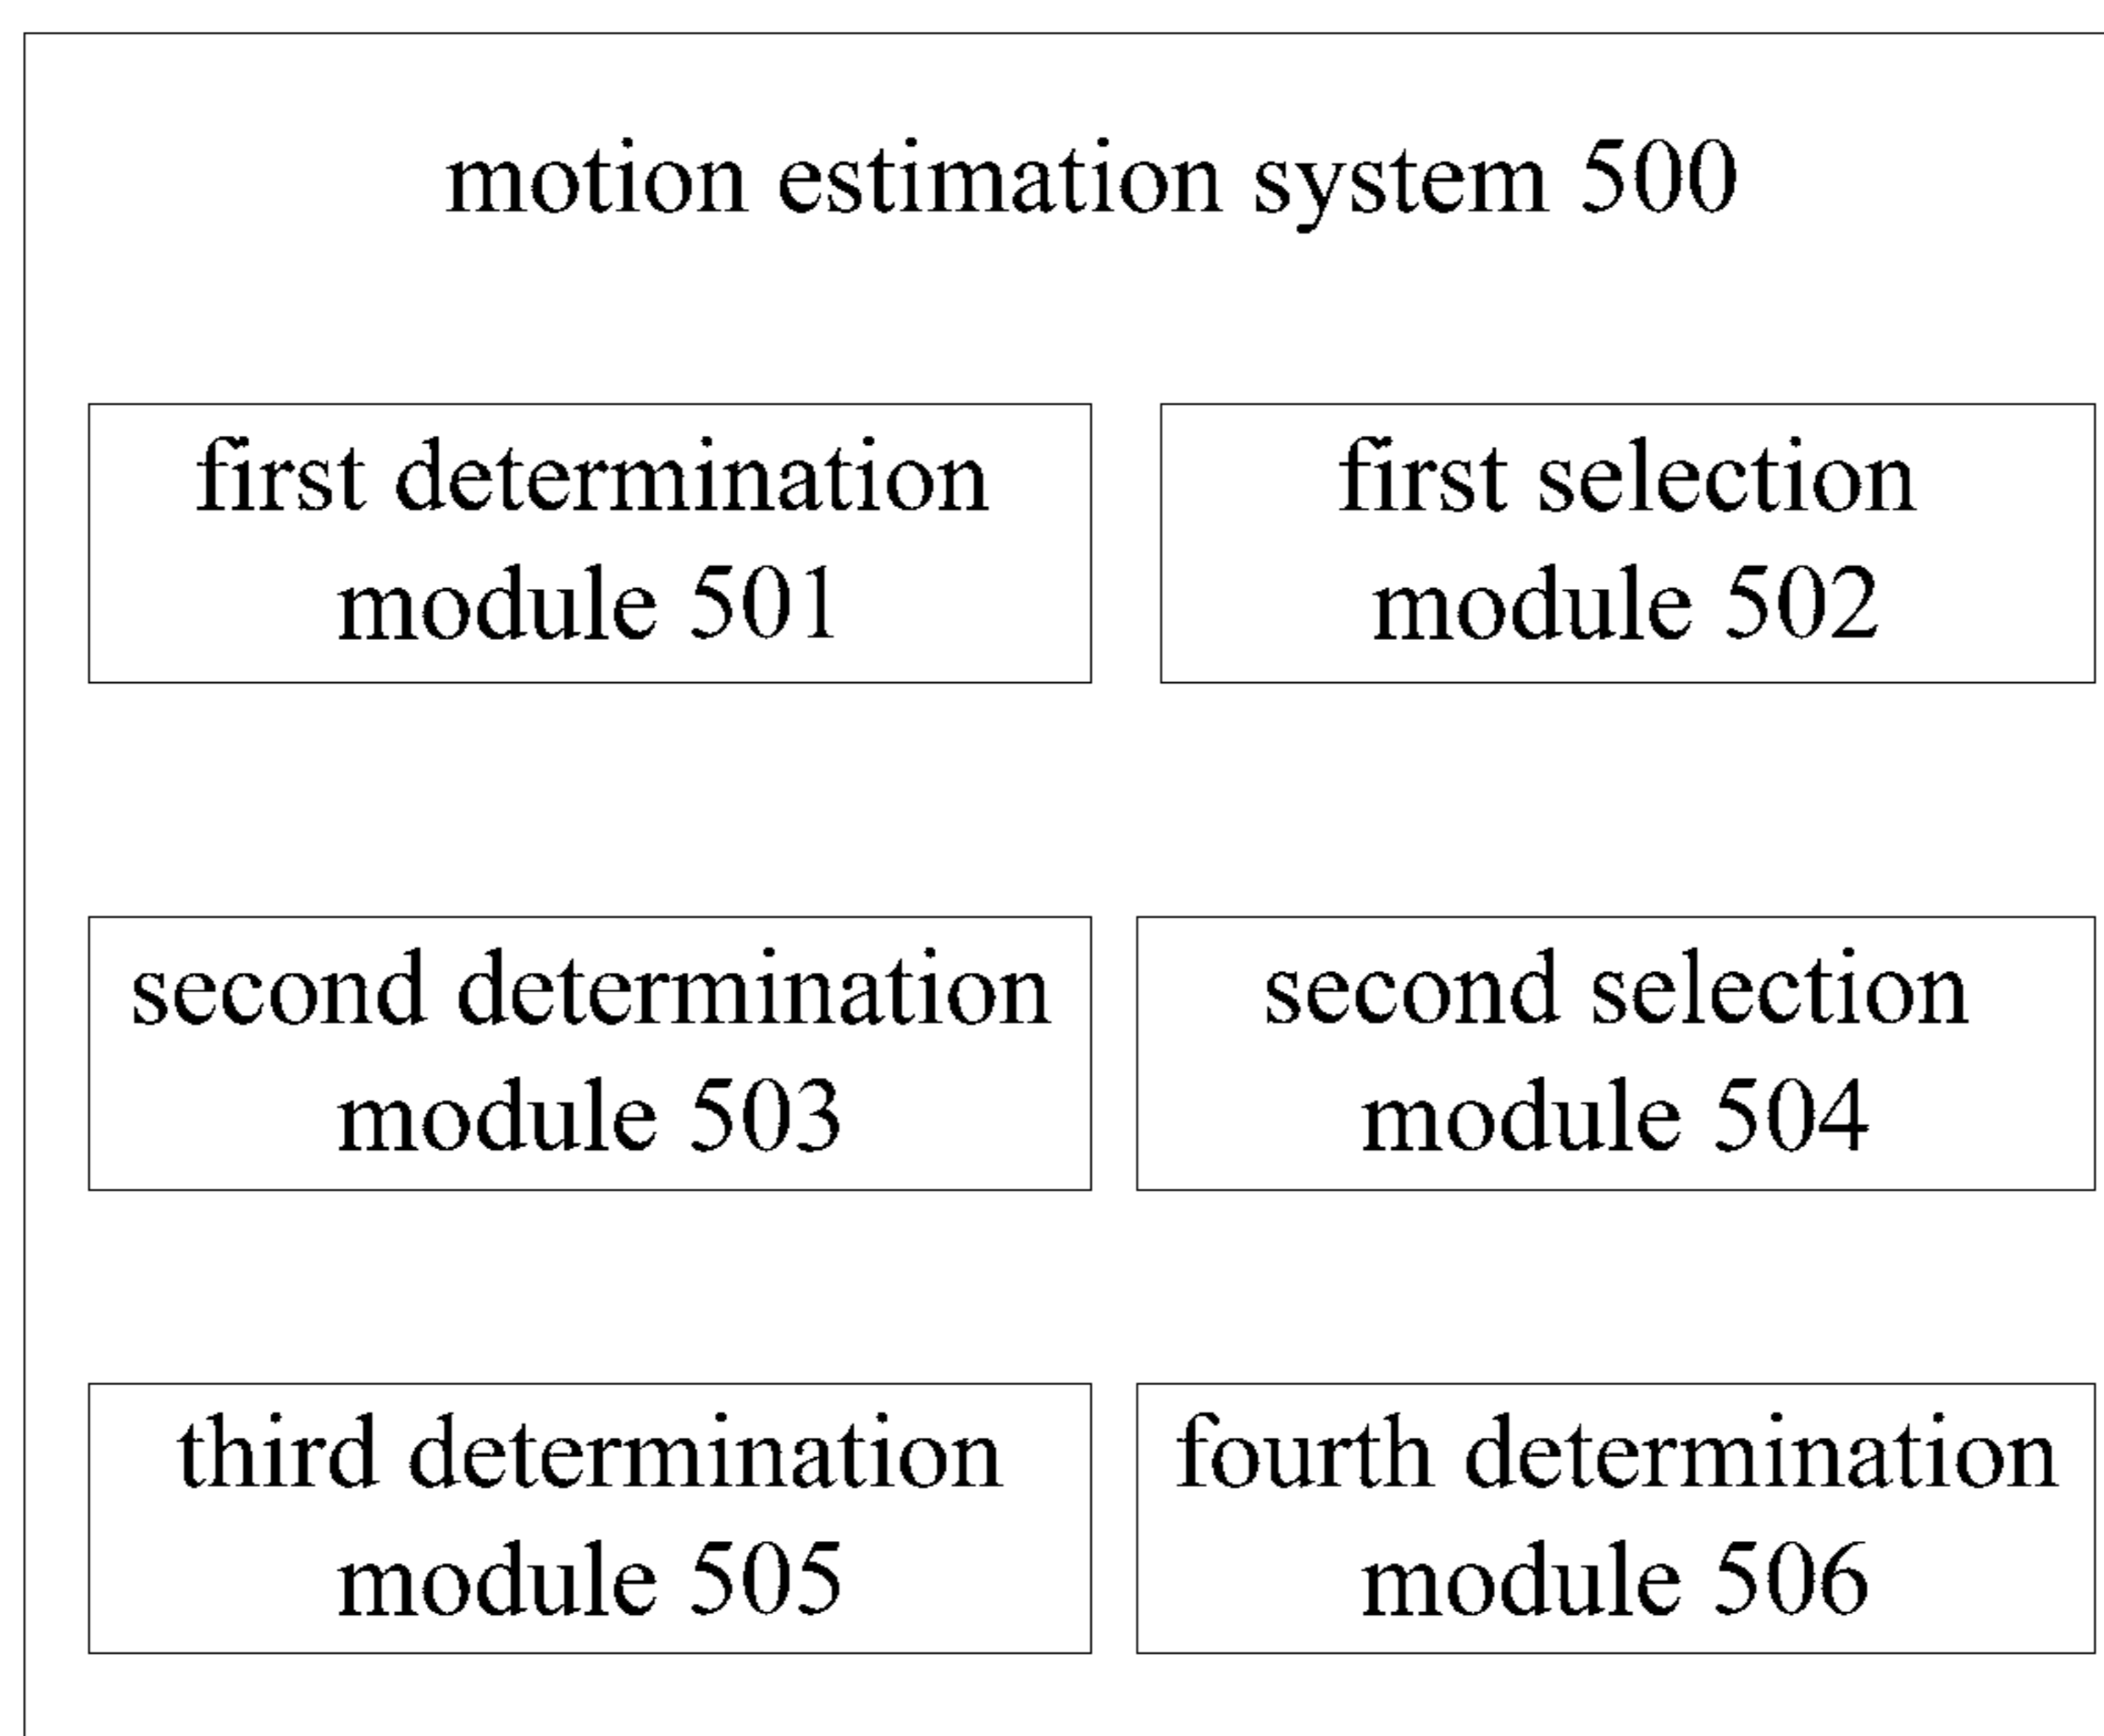 motion estimation system 500
first determination
module 501
first selection
module 502
second determination
module 503
second selection
module 504
third determination
module 505
fourth determination
module 506